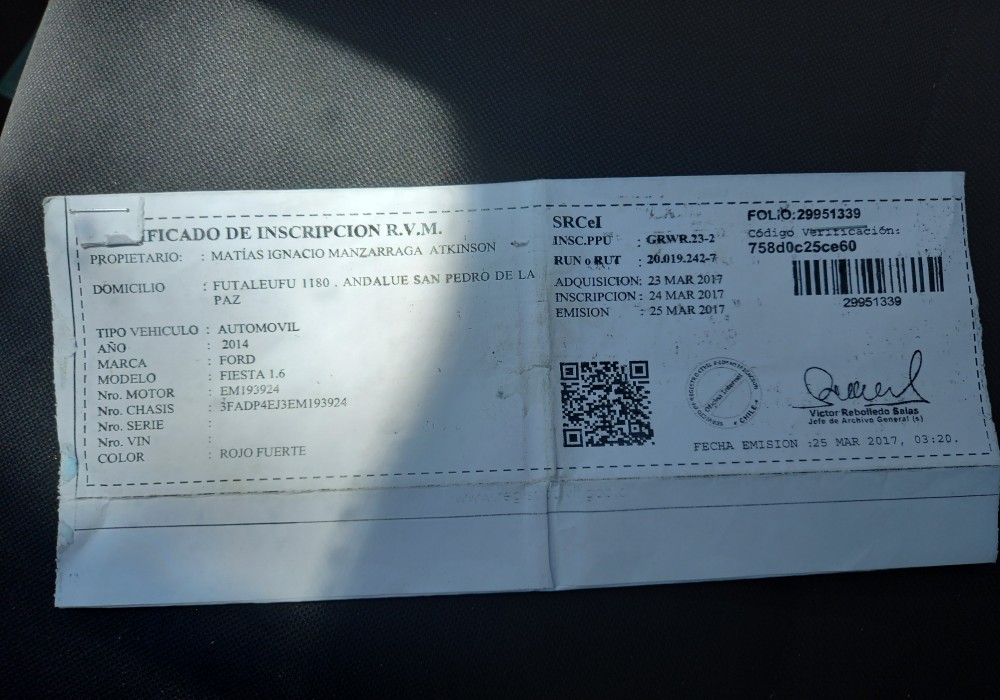 IFICADO DE INSCRIPCION R.V.M.
PROPIETARIO: : MATÍAS IGNACIO MANZARRAGA ATKINSON
DOMICILIO : FUTALEUFU 1180 . ANDALUE SAN PEDRO DE LA
PAZ
TIPO VEHICULO : AUTOMOVIL
AÑO : 2014
MARCA : FORD
MODELO : FIESTA 1.6
Nro. MOTOR : EM193924
Nro. CHASIS : 3FADP4EJ3EM193924
Nro. SERIE :
Nro. VIN :
COLOR : ROJO FUERTE
SRCeI
INSC.PPU : GRWR.23-2
RUN o RUT : 20.019.242-7
ADQUISICION: 23 MAR 2017
INSCRIPCION : 24 MAR 2017
EMISION : 25 MAR 2017
FOLIO:29951339
Código Verificación:
758d0c25ce60
29951339
Victor Rebolledo Salas
Jefe de Archivo General (s)
FECHA EMISION :25 MAR 2017, 03:20.